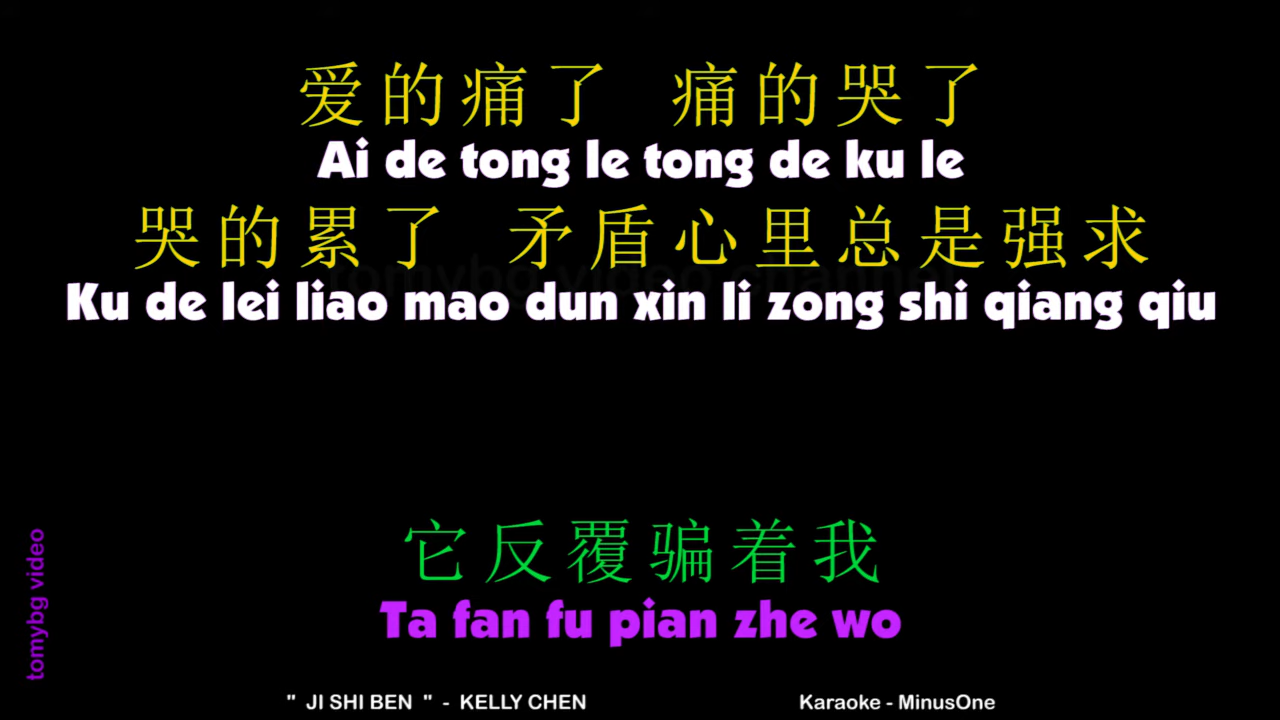 爱的痛了 痛的哭了
Ai de tong le tong de ku le
哭的累了 矛盾心里总是强求
Ku de lei liao mao dun xin li zong shi qiang qiu
tomybg video channel
它反覆骗着我
Ta fan fu pian zhe wo
tomybg video
" JI SHI BEN " - KELLY CHEN
Karaoke - MinusOne